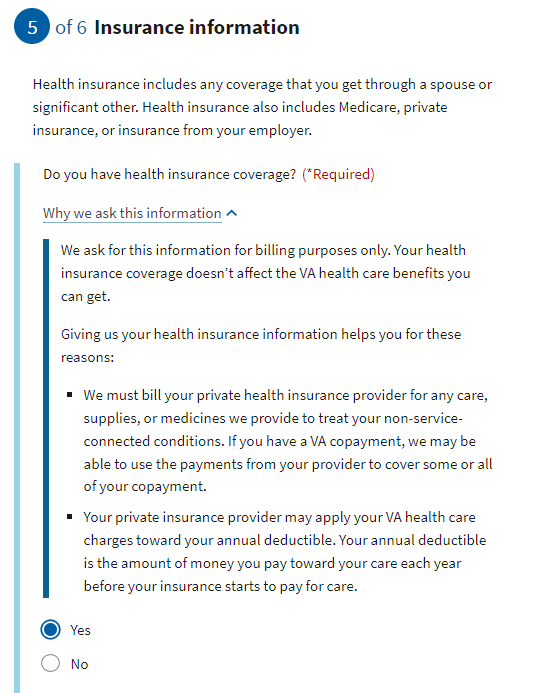 5 of 6 Insurance information
Health insurance includes any coverage that you get through a spouse or
significant other. Health insurance also includes Medicare, private
insurance, or insurance from your employer.
Do you have health insurance coverage? (*Required)
Why we ask this information
We ask for this information for billing purposes only. Your health
insurance coverage doesn't affect the VA health care benefits you
can get.
Giving us your health insurance information helps you for these
reasons:
We must bill your private health insurance provider for any care,
supplies, or medicines we provide to treat your non-service-
connected conditions. If you have a VA copayment, we may be
able to use the payments from your provider to cover some or all
of your copayment.
Your private insurance provider may apply your VA health care
charges toward your annual deductible. Your annual deductible
is the amount of money you pay toward your care each year
before your insurance starts to pay for care.
Yes
No